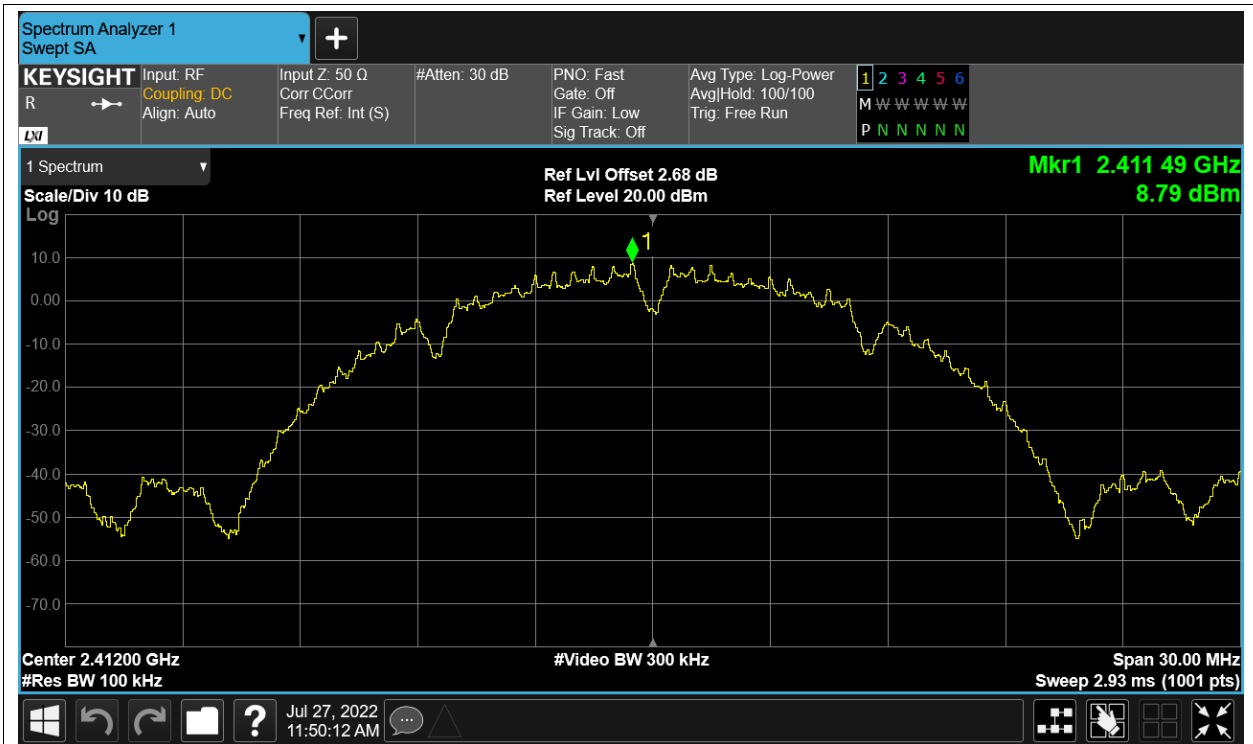 Spectrum Analyzer 1
Swept SA
KEYSIGHT
R
LXI
Input: RF
Coupling: DC
Align: Auto
Input Z: 50 Ω
Corr CCorr
Freq Ref: Int (S)
#Atten: 30 dB
PNO: Fast
Gate: Off
IF Gain: Low
Sig Track: Off
Avg Type: Log-Power
Avg|Hold: 100/100
Trig: Free Run
1 2 3 4 5 6
M W W W W W
P N N N N N
1 Spectrum
Scale/Div 10 dB
Log
Ref Lvl Offset 2.68 dB
Ref Level 20.00 dBm
Mkr1 2.411 49 GHz
8.79 dBm
1
10.0
0.00
-10.0
-20.0
-30.0
-40.0
-50.0
-60.0
-70.0
Center 2.41200 GHz
#Video BW 300 kHz
Span 30.00 MHz
#Res BW 100 kHz
Sweep 2.93 ms (1001 pts)
?
Jul 27, 2022
11:50:12 AM